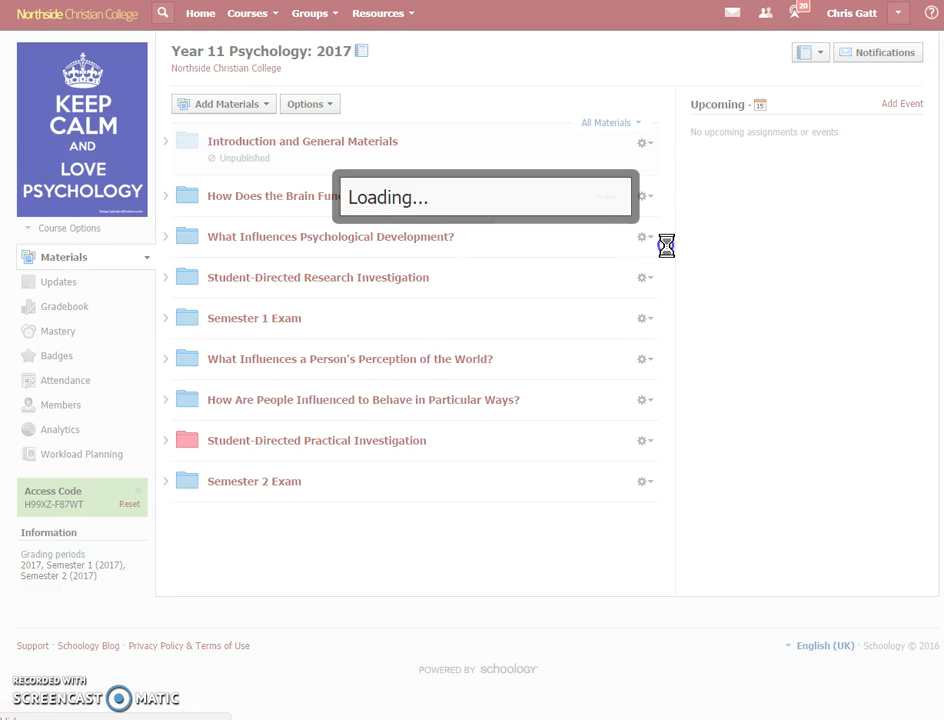 Northside Christian College Home Courses Groups Resources 20 Chris Gatt
Year 11 Psychology: 2017
Northside Christian College
Notifications
KEEP
CALM
AND
LOVE
PSYCHOLOGY
Add Materials Options
All Materials
Upcoming · 15 Add Event
No upcoming assignments or events
Introduction and General Materials
Unpublished
How Does the Brain Fun
Loading...
What Influences Psychological Development?
Student-Directed Research Investigation
Semester 1 Exam
What Influences a Person's Perception of the World?
How Are People Influenced to Behave in Particular Ways?
Student-Directed Practical Investigation
Semester 2 Exam
Course Options
Materials
Updates
Gradebook
Mastery
Badges
Attendance
Members
Analytics
Workload Planning
Access Code
H99XZ-F87WT Reset
Information
Grading periods
2017, Semester 1 (2017),
Semester 2 (2017)
Support · Schoology Blog · Privacy Policy & Terms of Use
English (UK) · Schoology © 2016
POWERED BY schoology
RECORDED WITH
SCREENCAST MATIC